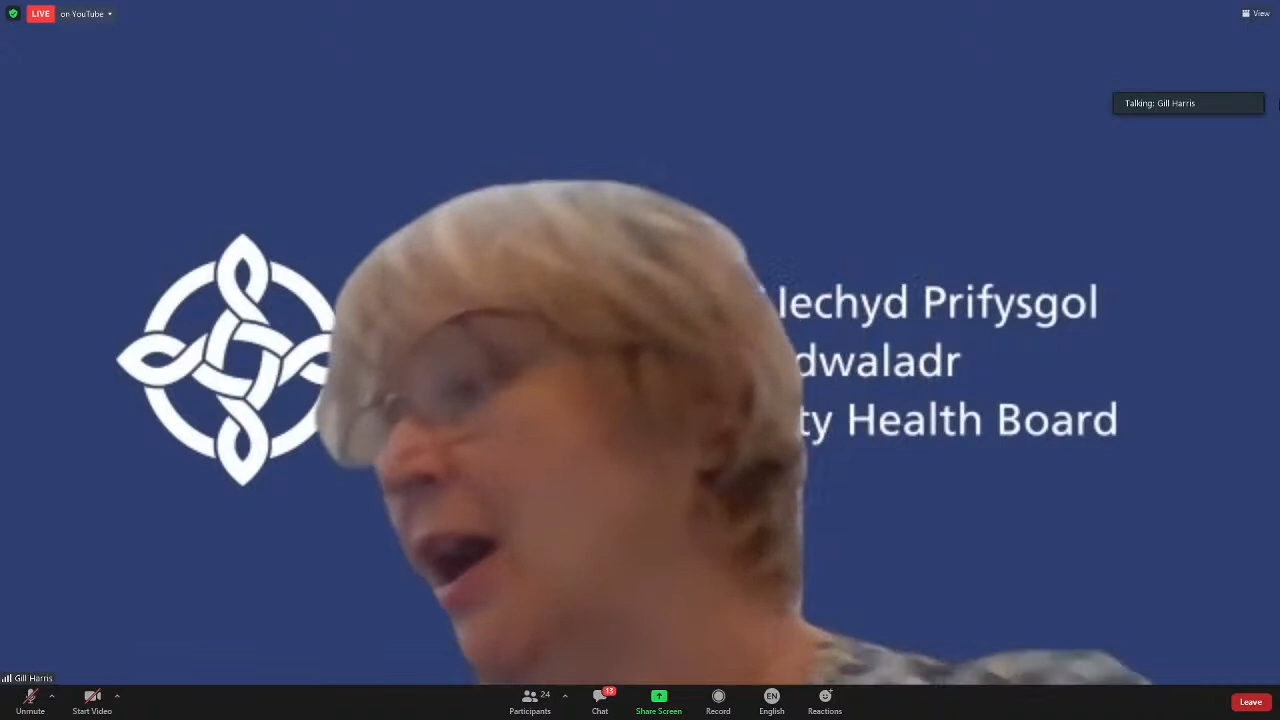 LIVE on YouTube
View
Talking: Gill Harris
Iechyd Prifysgol
dwaladr
ty Health Board
Gill Harris
Unmute
Start Video
24
Participants
13
Chat
Share Screen
Record
EN
English
Reactions
Leave